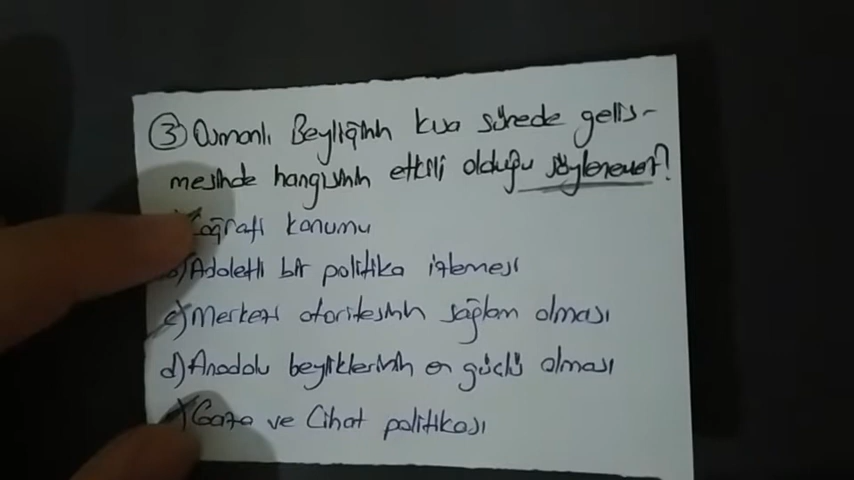 ③ Osmanlı Beyliğinin kısa sürede geliş-
mesinde hangisinin etkili olduğu söylenemez?
Coğrafi konumu
b) Adaletli bir politika izlemesi
c) Merkezi otoritesinin sağlam olması
d) Anadolu beyliklerinin en güçlü olması
e) Gaza ve Cihat politikası